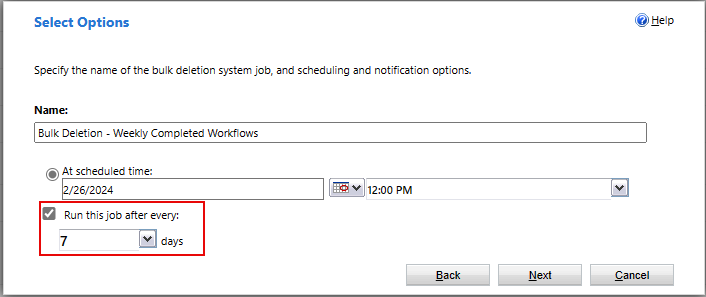 Select Options
Help
Specify the name of the bulk deletion system job, and scheduling and notification options.
Name:
Bulk Deletion - Weekly Completed Workflows
At scheduled time:
2/26/2024 12:00 PM
Run this job after every:
7 days
Back Next Cancel